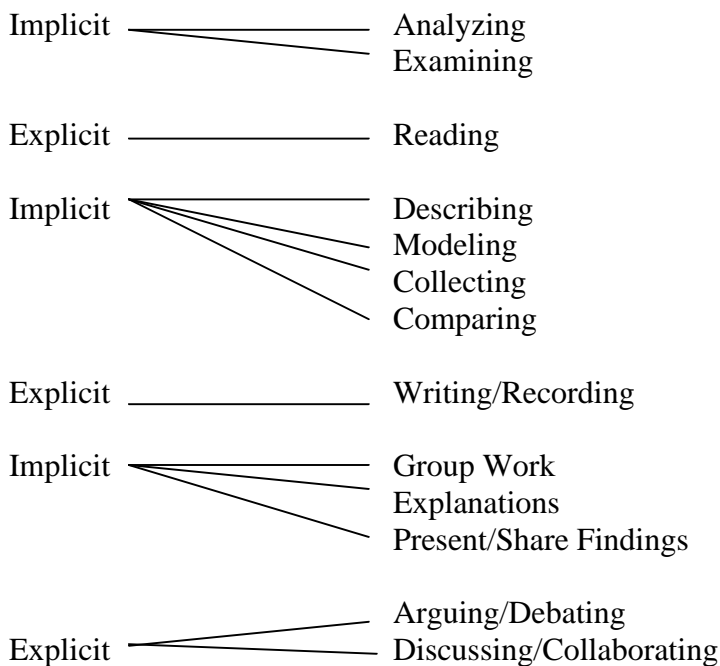 Implicit Analyzing
Examining
Explicit Reading
Implicit Describing
Modeling
Collecting
Comparing
Explicit Writing/Recording
Implicit Group Work
Explanations
Present/Share Findings
Arguing/Debating
Explicit Discussing/Collaborating